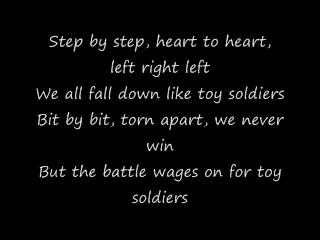 Step by step, heart to heart,
left right left
We all fall down like toy soldiers
Bit by bit, torn apart, we never
win
But the battle wages on for toy
soldiers